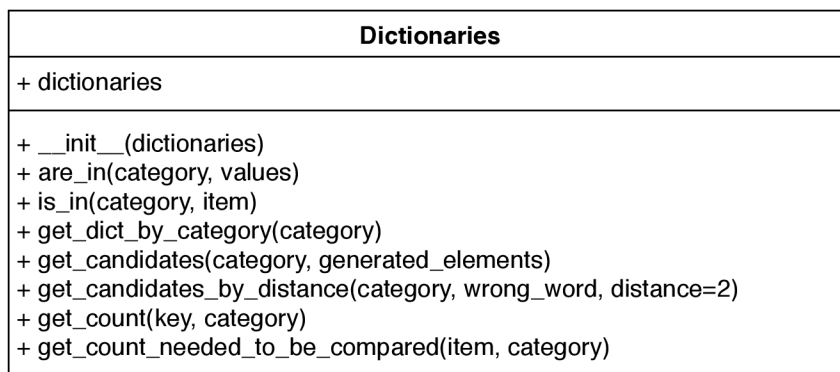 Dictionaries
+ dictionaries
+ __init__(dictionaries)
+ are_in(category, values)
+ is_in(category, item)
+ get_dict_by_category(category)
+ get_candidates(category, generated_elements)
+ get_candidates_by_distance(category, wrong_word, distance=2)
+ get_count(key, category)
+ get_count_needed_to_be_compared(item, category)